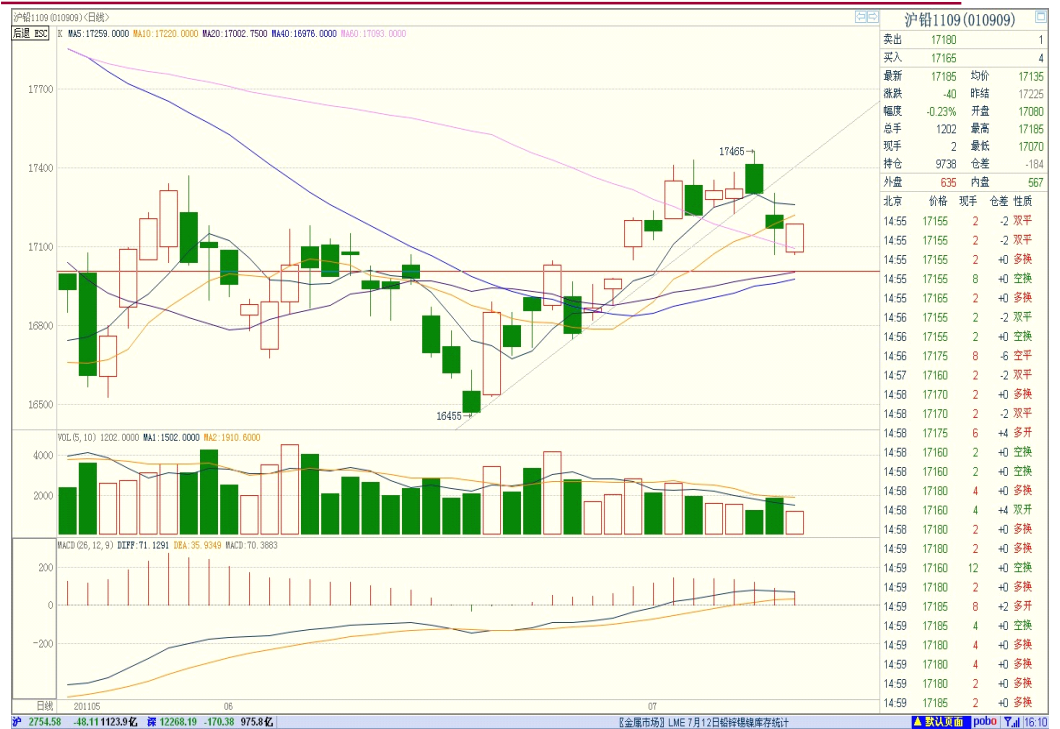 沪铅1109(010909)<日线>
后退 ESC
K MA5:17259.0000 MA10:17220.0000 MA20:17002.7500 MA40:16976.0000 MA60:17093.0000
17700
17400
17100
16800
16500
17465→
16455→
VOL(5,10) 1202.0000 MA1:1502.0000 MA2:1910.6000
4000
2000
MACD(26,12,9) DIFF:71.1291 DEA:35.9349 MACD:70.3883
200
0
-200
日线 201105 06 07
沪铅1109(010909)
卖出 17180 1
买入 17165 4
最新 17185 均价 17135
涨跌 -40 昨结 17225
幅度 -0.23% 开盘 17080
总手 1202 最高 17185
现手 2 最低 17070
持仓 9738 仓差 -184
外盘 635 内盘 567
北京 价格 现手 仓差 性质
14:55 17155 2 -2 双平
14:55 17155 2 -2 双平
14:55 17155 2 +0 多换
14:55 17155 8 +0 空换
14:55 17165 2 +0 多换
14:56 17155 2 -2 双平
14:56 17155 2 +0 空换
14:56 17175 8 -6 空平
14:57 17160 2 -2 双平
14:58 17170 2 +0 多换
14:58 17170 2 -2 双平
14:58 17175 6 +4 多开
14:58 17160 2 +0 空换
14:58 17160 2 +0 空换
14:58 17180 4 +0 多换
14:58 17160 4 +4 双开
14:58 17180 2 +0 多换
14:59 17180 2 +0 多换
14:59 17160 12 +0 空换
14:59 17180 2 +0 多换
14:59 17185 8 +2 多开
14:59 17185 4 +0 空换
14:59 17180 4 +0 多换
14:59 17180 4 +0 多换
14:59 17180 2 +0 多换
14:59 17185 2 +0 多换
沪 2754.58 -48.11 1123.9亿 深 12268.19 -170.38 975.8亿 〖金属市场〗LME 7月12日铅锌锡镍库存统计 默认页面 pobo 16:10